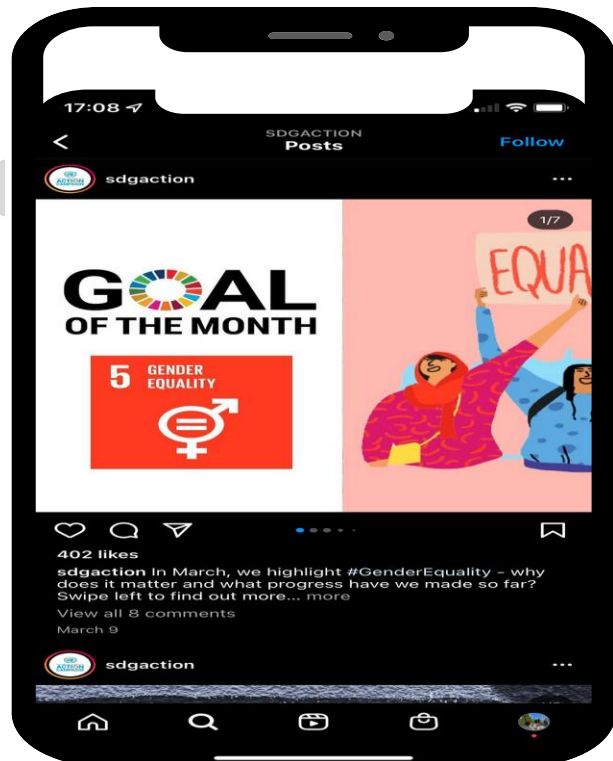 17:08
SDGACTION
Posts
Follow
sdgaction
1/7
GOAL
OF THE MONTH
5 GENDER
EQUALITY
EQUA
402 likes
sdgaction In March, we highlight #GenderEquality - why
does it matter and what progress have we made so far?
Swipe left to find out more... more
View all 8 comments
March 9
sdgaction